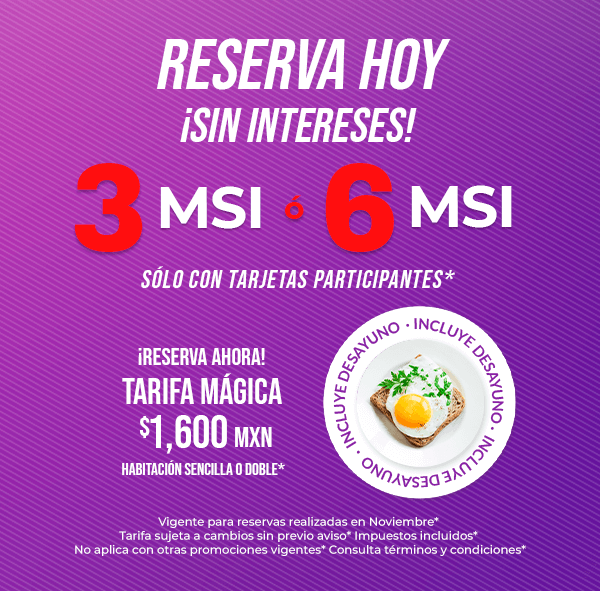 RESERVA HOY
¡SIN INTERESES!
3 MSI ó 6 MSI
SÓLO CON TARJETAS PARTICIPANTES*
¡RESERVA AHORA!
TARIFA MÁGICA
$1,600 MXN
HABITACIÓN SENCILLA O DOBLE*
INCLUYE DESAYUNO · INCLUYE DESAYUNO · INCLUYE DESAYUNO ·
Vigente para reservas realizadas en Noviembre*
Tarifa sujeta a cambios sin previo aviso* Impuestos incluidos*
No aplica con otras promociones vigentes* Consulta términos y condiciones*